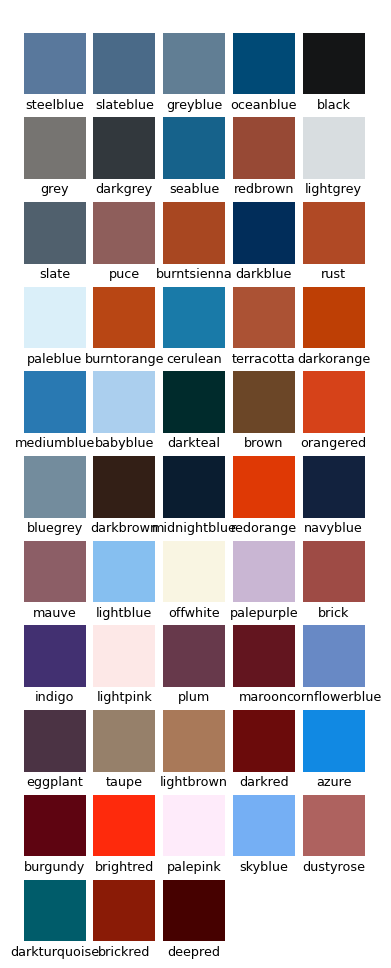 steelblue slateblue greyblue oceanblue black
grey darkgrey seablue redbrown lightgrey
slate puce burntsienna darkblue rust
paleblue burntorange cerulean terracotta darkorange
mediumblue babyblue darkteal brown orangered
bluegrey darkbrown midnightblue redorange navyblue
mauve lightblue offwhite palepurple brick
indigo lightpink plum maroon cornflowerblue
eggplant taupe lightbrown darkred azure
burgundy brightred palepink skyblue dustyrose
darkturquoise brickred deepred